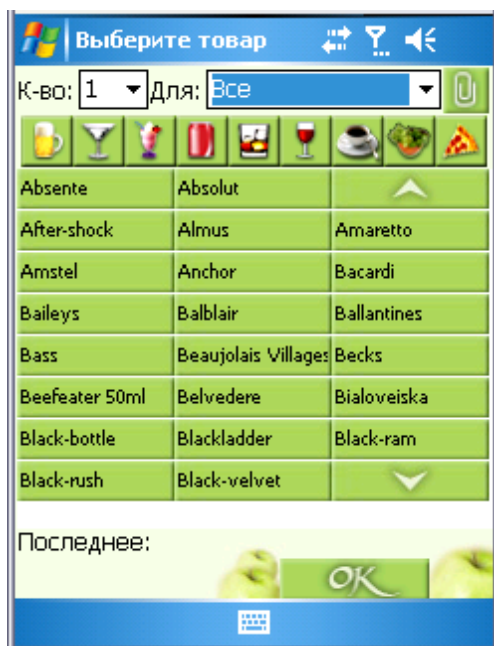 Выберите товар
К-во: 1 Для: Все
Absente Absolut
After-shock Almus Amaretto
Amstel Anchor Bacardi
Baileys Balblair Ballantines
Bass Beaujolais Villages Becks
Beefeater 50ml Belvedere Bialoveiska
Black-bottle Blackladder Black-ram
Black-rush Black-velvet
Последнее:
OK